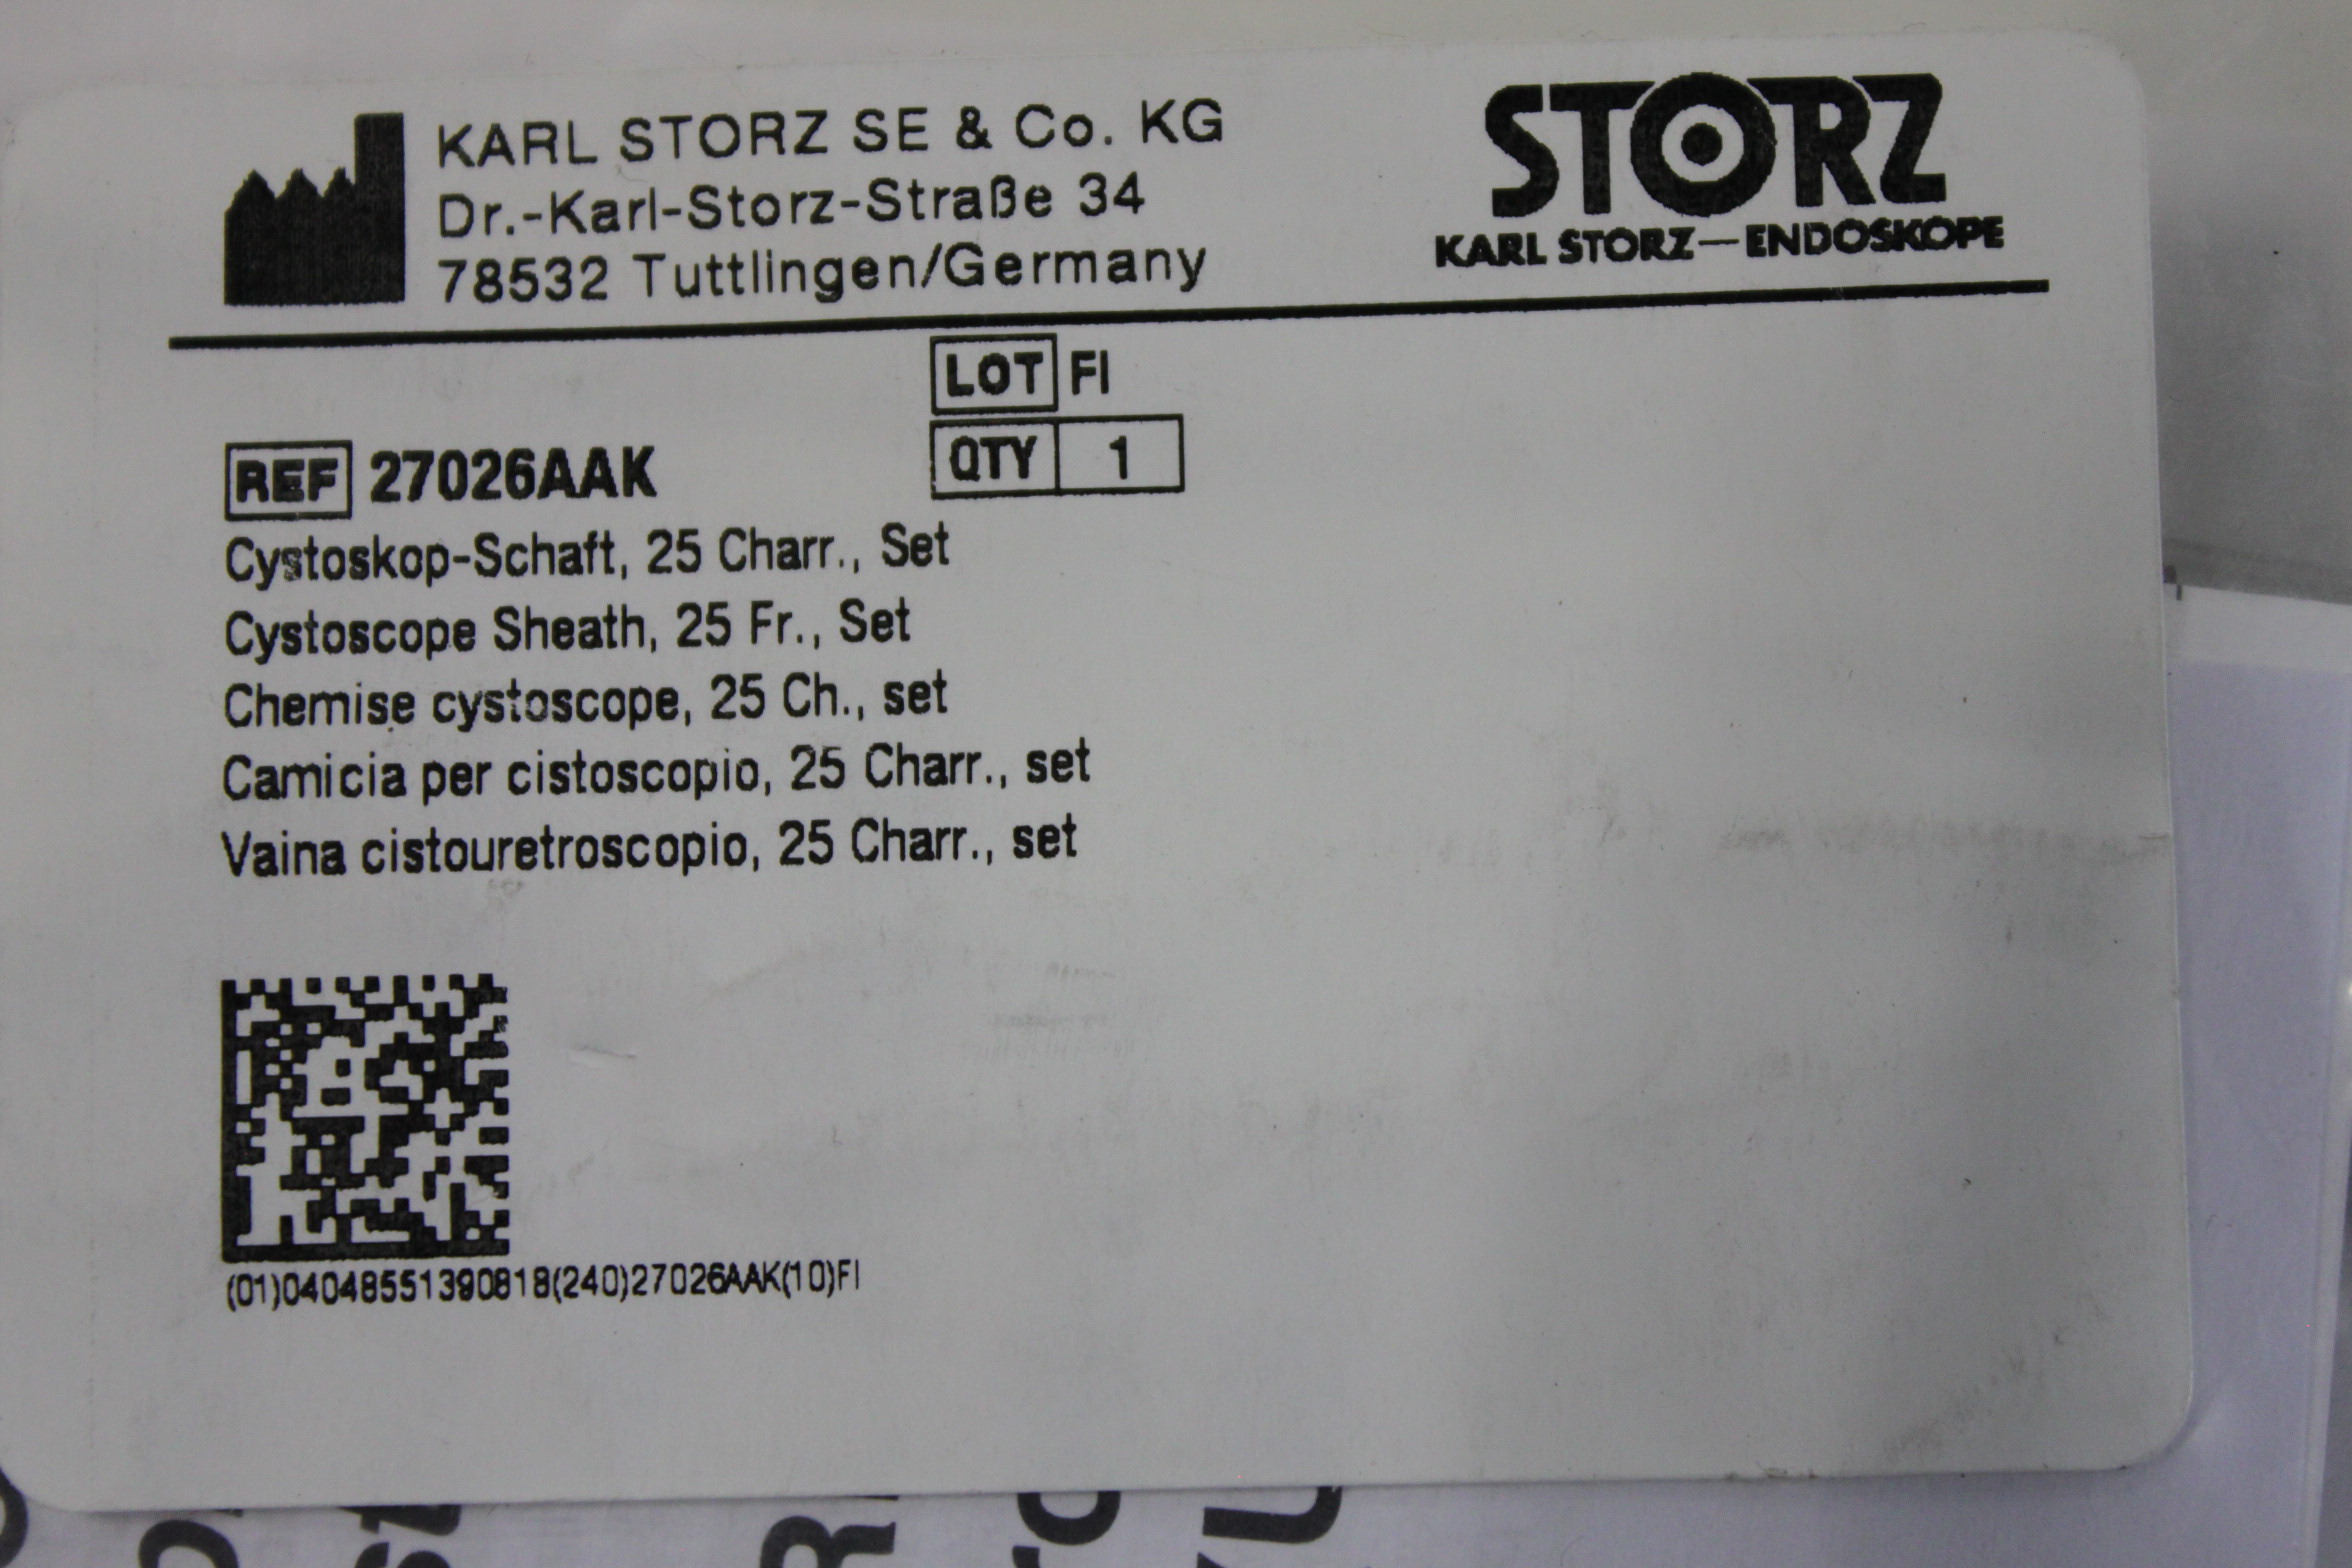 KARL STORZ SE & Co. KG
Dr.-Karl-Storz-Straße 34
78532 Tuttlingen/Germany
STORZ
KARL STORZ—ENDOSKOPE
LOT FI
QTY 1
REF 27026AAK
Cystoskop-Schaft, 25 Charr., Set
Cystoscope Sheath, 25 Fr., Set
Chemise cystoscope, 25 Ch., set
Camicia per cistoscopio, 25 Charr., set
Vaina cistouretroscopio, 25 Charr., set
(01)04048551390818(240)27026AAK(10)FI